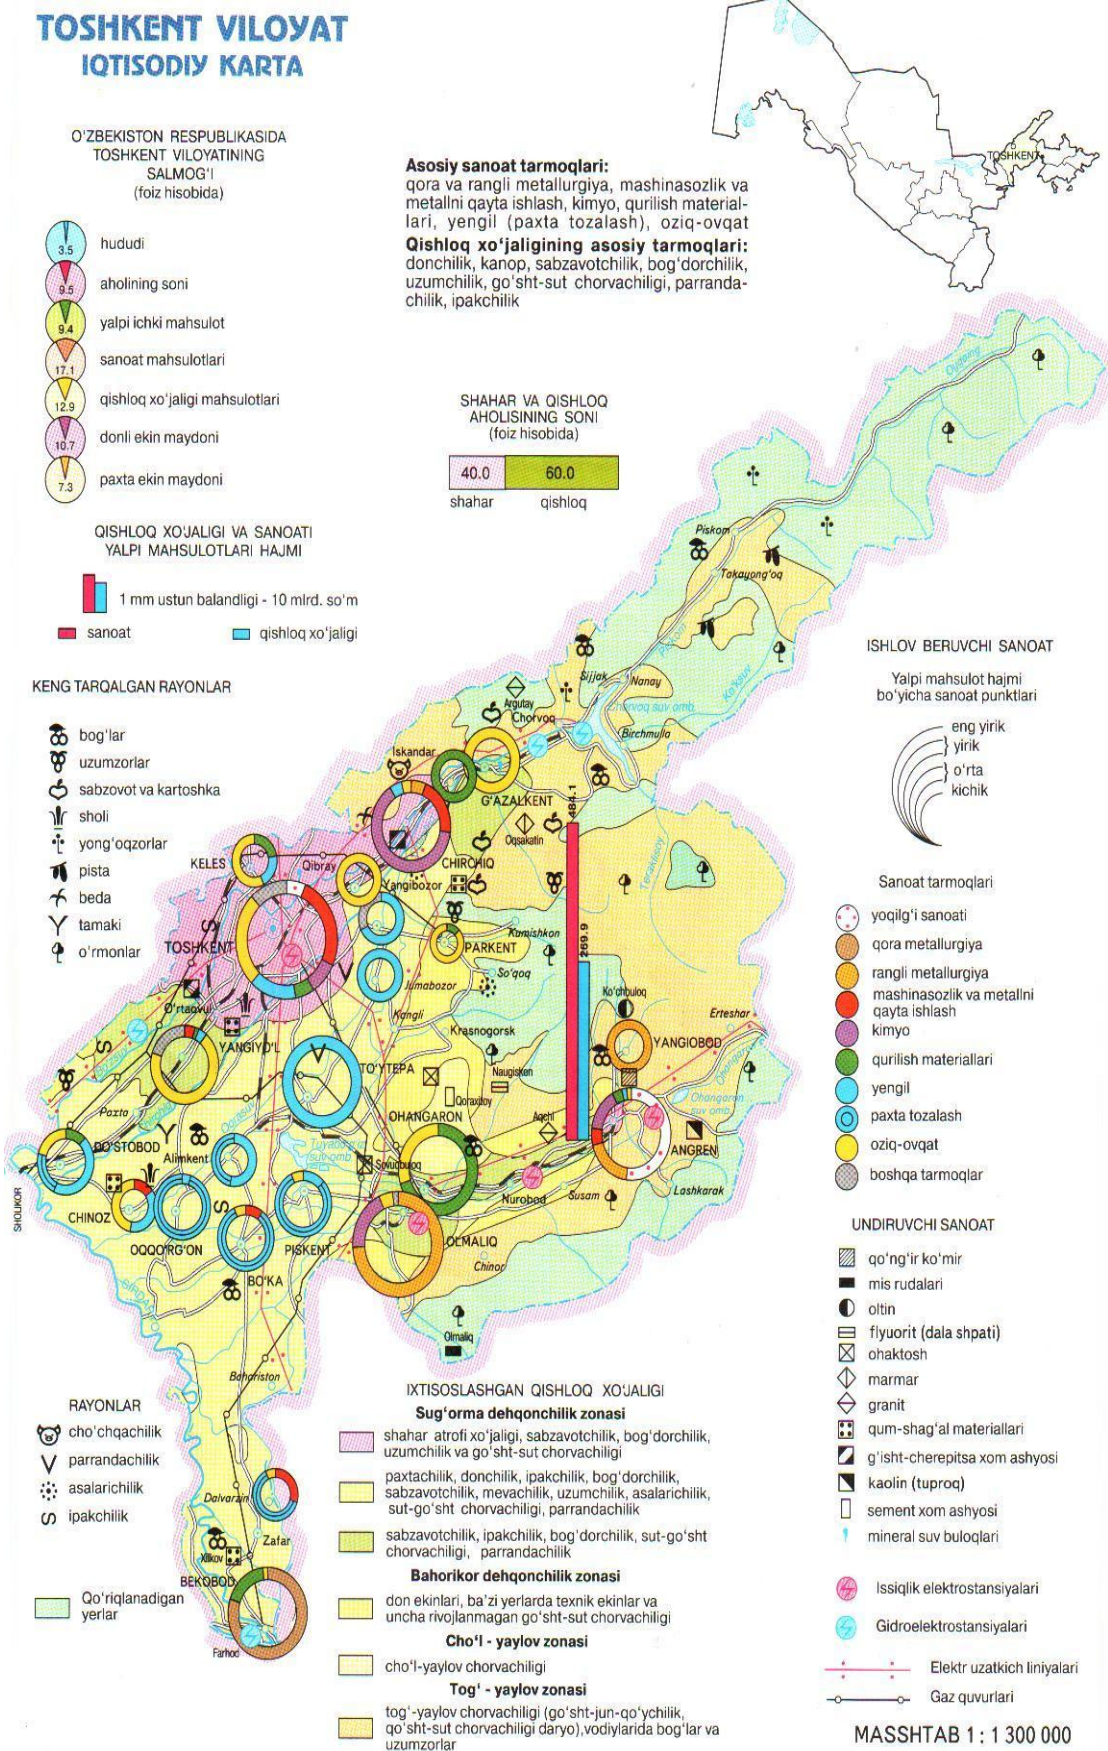 TOSHKENT VILOYAT
IQTISODIY KARTA
O'ZBEKISTON RESPUBLIKASIDA
TOSHKENT VILOYATINING
SALMOG'I
(foiz hisobida)
3.5 hududi
9.5 aholining soni
9.4 yalpi ichki mahsulot
17.1 sanoat mahsulotlari
12.9 qishloq xo'jaligi mahsulotlari
10.7 donli ekin maydoni
7.3 paxta ekin maydoni
Asosiy sanoat tarmoqlari:
qora va rangli metallurgiya, mashinasozlik va
metallni qayta ishlash, kimyo, qurilish material-
lari, yengil (paxta tozalash), oziq-ovqat
Qishloq xo'jaligining asosiy tarmoqlari:
donchilik, kanop, sabzavotchilik, bog'dorchilik,
uzumchilik, go'sht-sut chorvachiligi, parranda-
chilik, ipakchilik
TOSHKENT
SHAHAR VA QISHLOQ
AHOLISINING SONI
(foiz hisobida)
40.0 60.0
shahar qishloq
QISHLOQ XO'JALIGI VA SANOATI
YALPI MAHSULOTLARI HAJMI
1 mm ustun balandligi - 10 mlrd. so'm
sanoat qishloq xo'jaligi
KENG TARQALGAN RAYONLAR
bog'lar
uzumzorlar
sabzovot va kartoshka
sholi
yong'oqzorlar
pista
beda
tamaki
o'rmonlar
ISHLOV BERUVCHI SANOAT
Yalpi mahsulot hajmi
bo'yicha sanoat punktlari
eng yirik
yirik
o'rta
kichik
Sanoat tarmoqlari
yoqilg'i sanoati
qora metallurgiya
rangli metallurgiya
mashinasozlik va metallni
qayta ishlash
kimyo
qurilish materiallari
yengil
paxta tozalash
oziq-ovqat
boshqa tarmoqlar
UNDIRUVCHI SANOAT
qo'ng'ir ko'mir
mis rudalari
oltin
flyuorit (dala shpati)
ohaktosh
marmar
granit
qum-shag'al materiallari
g'isht-cherepitsa xom ashyosi
kaolin (tuproq)
sement xom ashyosi
mineral suv buloqlari
Issiqlik elektrostansiyalari
Gidroelektrostansiyalari
Elektr uzatkich liniyalari
Gaz quvurlari
MASSHTAB 1 : 1 300 000
Piskom
Takayong'oq
Piskom
Sijjak
Nanay
Argutay
Chorvoq
Chorvoq suv omb.
Birchmulla
Iskandar
G'AZALKENT
484.1
Oqsakatin
CHIRCHIQ
KELES
Qibray
Yangibozor
TOSHKENT
PARKENT
Kumishkon
269.9
So'qoq
Jumabozor
Ko'chbuloq
Kangli
Krasnogorsk
Erteshar
O'rtaovul
YANGIYO'L
YANGIOBOD
TO'YTEPA
Naugisken
Ohangaron
suv omb.
Paxta
OHANGARON
Aqchi
DO'STOBOD
Alimkent
ANGREN
Nurobod
Susam
Lashkarak
CHINOZ
OQQO'RG'ON
PISKENT
OLMALIQ
BO'KA
Chinor
Olmaliq
Bahoriston
Dalvarzin
Zafar
BEKOBOD
Farhod
RAYONLAR
cho'chqachilik
parrandachilik
asalarichilik
ipakchilik
Qo'riqlanadigan
yerlar
IXTISOSLASHGAN QISHLOQ XO'JALIGI
Sug'orma dehqonchilik zonasi
shahar atrofi xo'jaligi, sabzavotchilik, bog'dorchilik,
uzumchilik va go'sht-sut chorvachiligi
paxtachilik, donchilik, ipakchilik, bog'dorchilik,
sabzavotchilik, mevachilik, uzumchilik, asalarichilik,
sut-go'sht chorvachiligi, parrandachilik
sabzavotchilik, ipakchilik, bog'dorchilik, sut-go'sht
chorvachiligi, parrandachilik
Bahorikor dehqonchilik zonasi
don ekinlari, ba'zi yerlarda texnik ekinlar va
uncha rivojlanmagan go'sht-sut chorvachiligi
Cho'l - yaylov zonasi
cho'l-yaylov chorvachiligi
Tog' - yaylov zonasi
tog'-yaylov chorvachiligi (go'sht-jun-qo'ychilik,
qo'sht-sut chorvachiligi daryo),vodiylarida bog'lar va
uzumzorlar